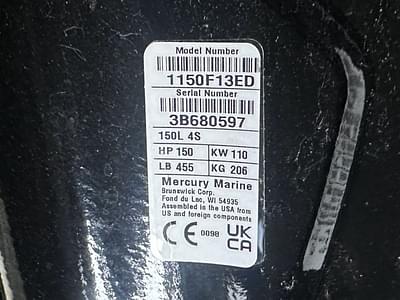 Model Number
1150F13ED
Serial Number
3B680597
150L 4S
HP 150 KW 110
LB 455 KG 206
Mercury Marine
Brunswick Corp.
Fond du Lac, WI 54935
Assembled in the USA from
US and foreign components
CE 0098 UK
CA